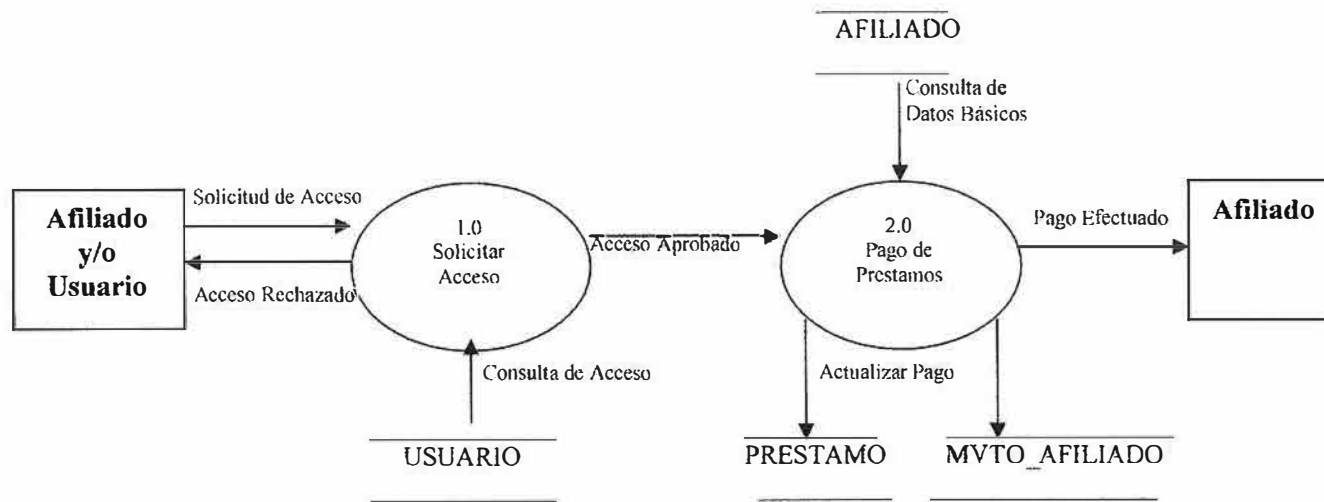 AFILIADO
Consulta de
Datos Básicos
Afiliado
y/o
Usuario
Solicitud de Acceso
Acceso Rechazado
1.0
Solicitar
Acceso
Acceso Aprobado
2.0
Pago de
Prestamos
Pago Efectuado
Afiliado
Consulta de Acceso
Actualizar Pago
USUARIO
PRESTAMO
MVTO_AFILIADO